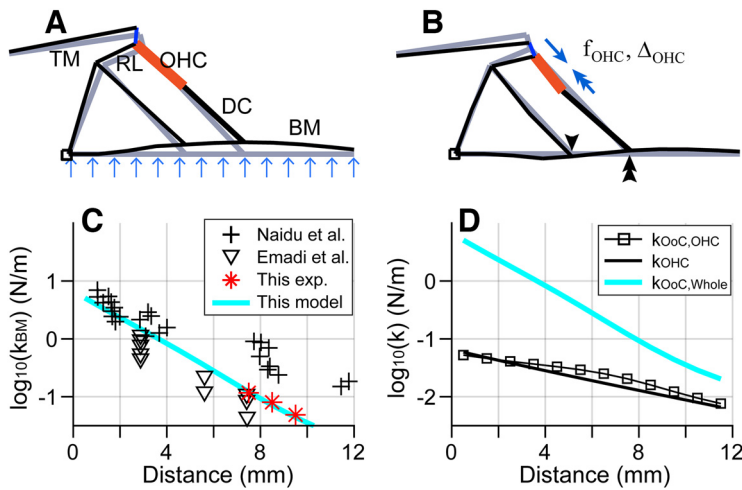 A
TM
RL
OHC
DC
BM
B
fOHC, ΔOHC
C
log10(kBM) (N/m)
1
0
-1
0
4
8
12
Distance (mm)
Naidu et al.
Emadi et al.
This exp.
This model
D
log10(k) (N/m)
0
-1
-2
0
4
8
12
Distance (mm)
kOoC,OHC
kOHC
kOoC,Whole